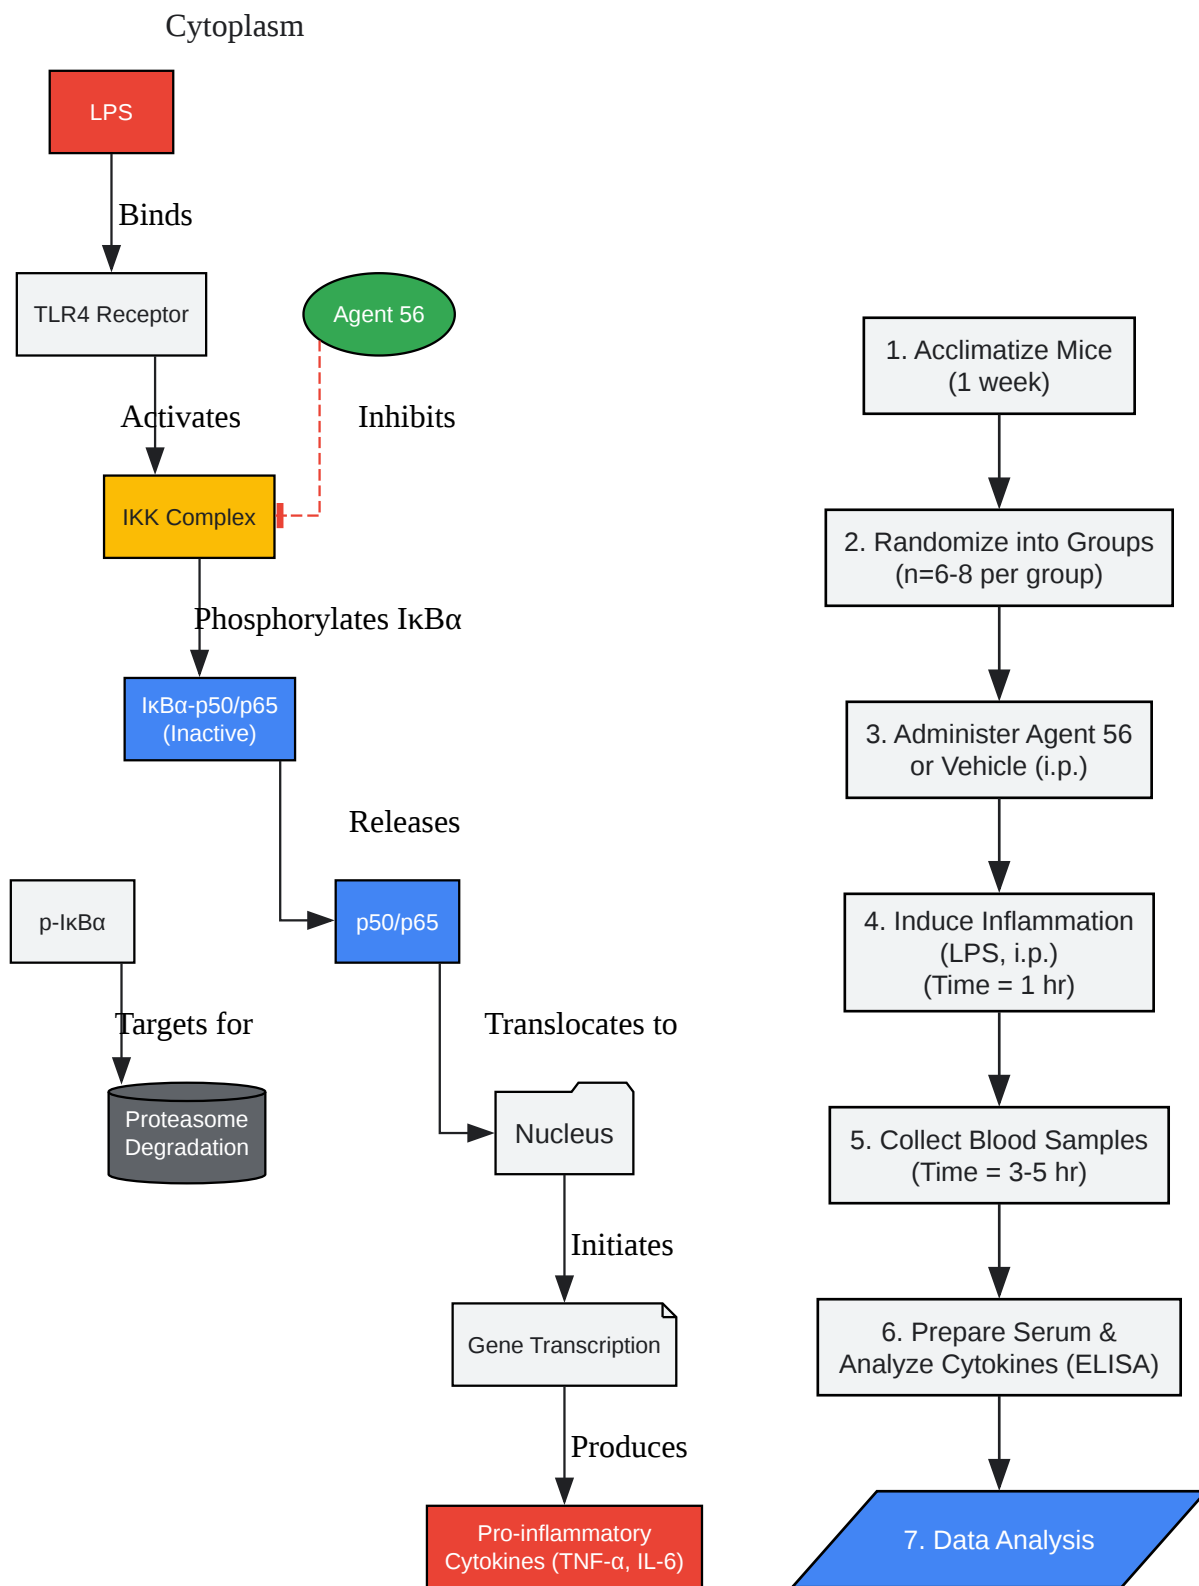 Cytoplasm
LPS
Binds
TLR4 Receptor
Agent 56
Activates
Inhibits
IKK Complex
Phosphorylates IκBα
IκBα-p50/p65
(Inactive)
Releases
p-IκBα
p50/p65
Targets for
Translocates to
Proteasome
Degradation
Nucleus
Initiates
Gene Transcription
Produces
Pro-inflammatory
Cytokines (TNF-α, IL-6)
1. Acclimatize Mice
(1 week)
2. Randomize into Groups
(n=6-8 per group)
3. Administer Agent 56
or Vehicle (i.p.)
4. Induce Inflammation
(LPS, i.p.)
(Time = 1 hr)
5. Collect Blood Samples
(Time = 3-5 hr)
6. Prepare Serum &
Analyze Cytokines (ELISA)
7. Data Analysis